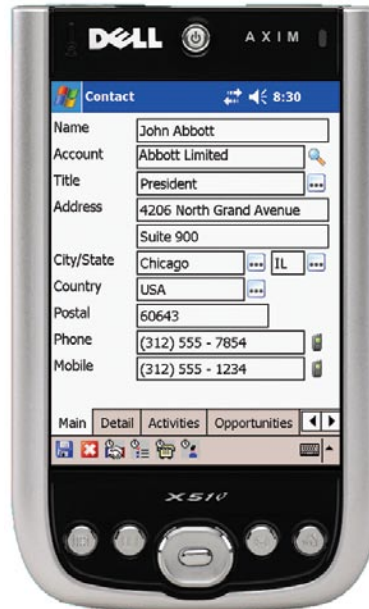 DELL AXIM
Contact 8:30
Name John Abbott
Account Abbott Limited
Title President
Address 4206 North Grand Avenue
Suite 900
City/State Chicago IL
Country USA
Postal 60643
Phone (312) 555 - 7854
Mobile (312) 555 - 1234
Main Detail Activities Opportunities
X51v